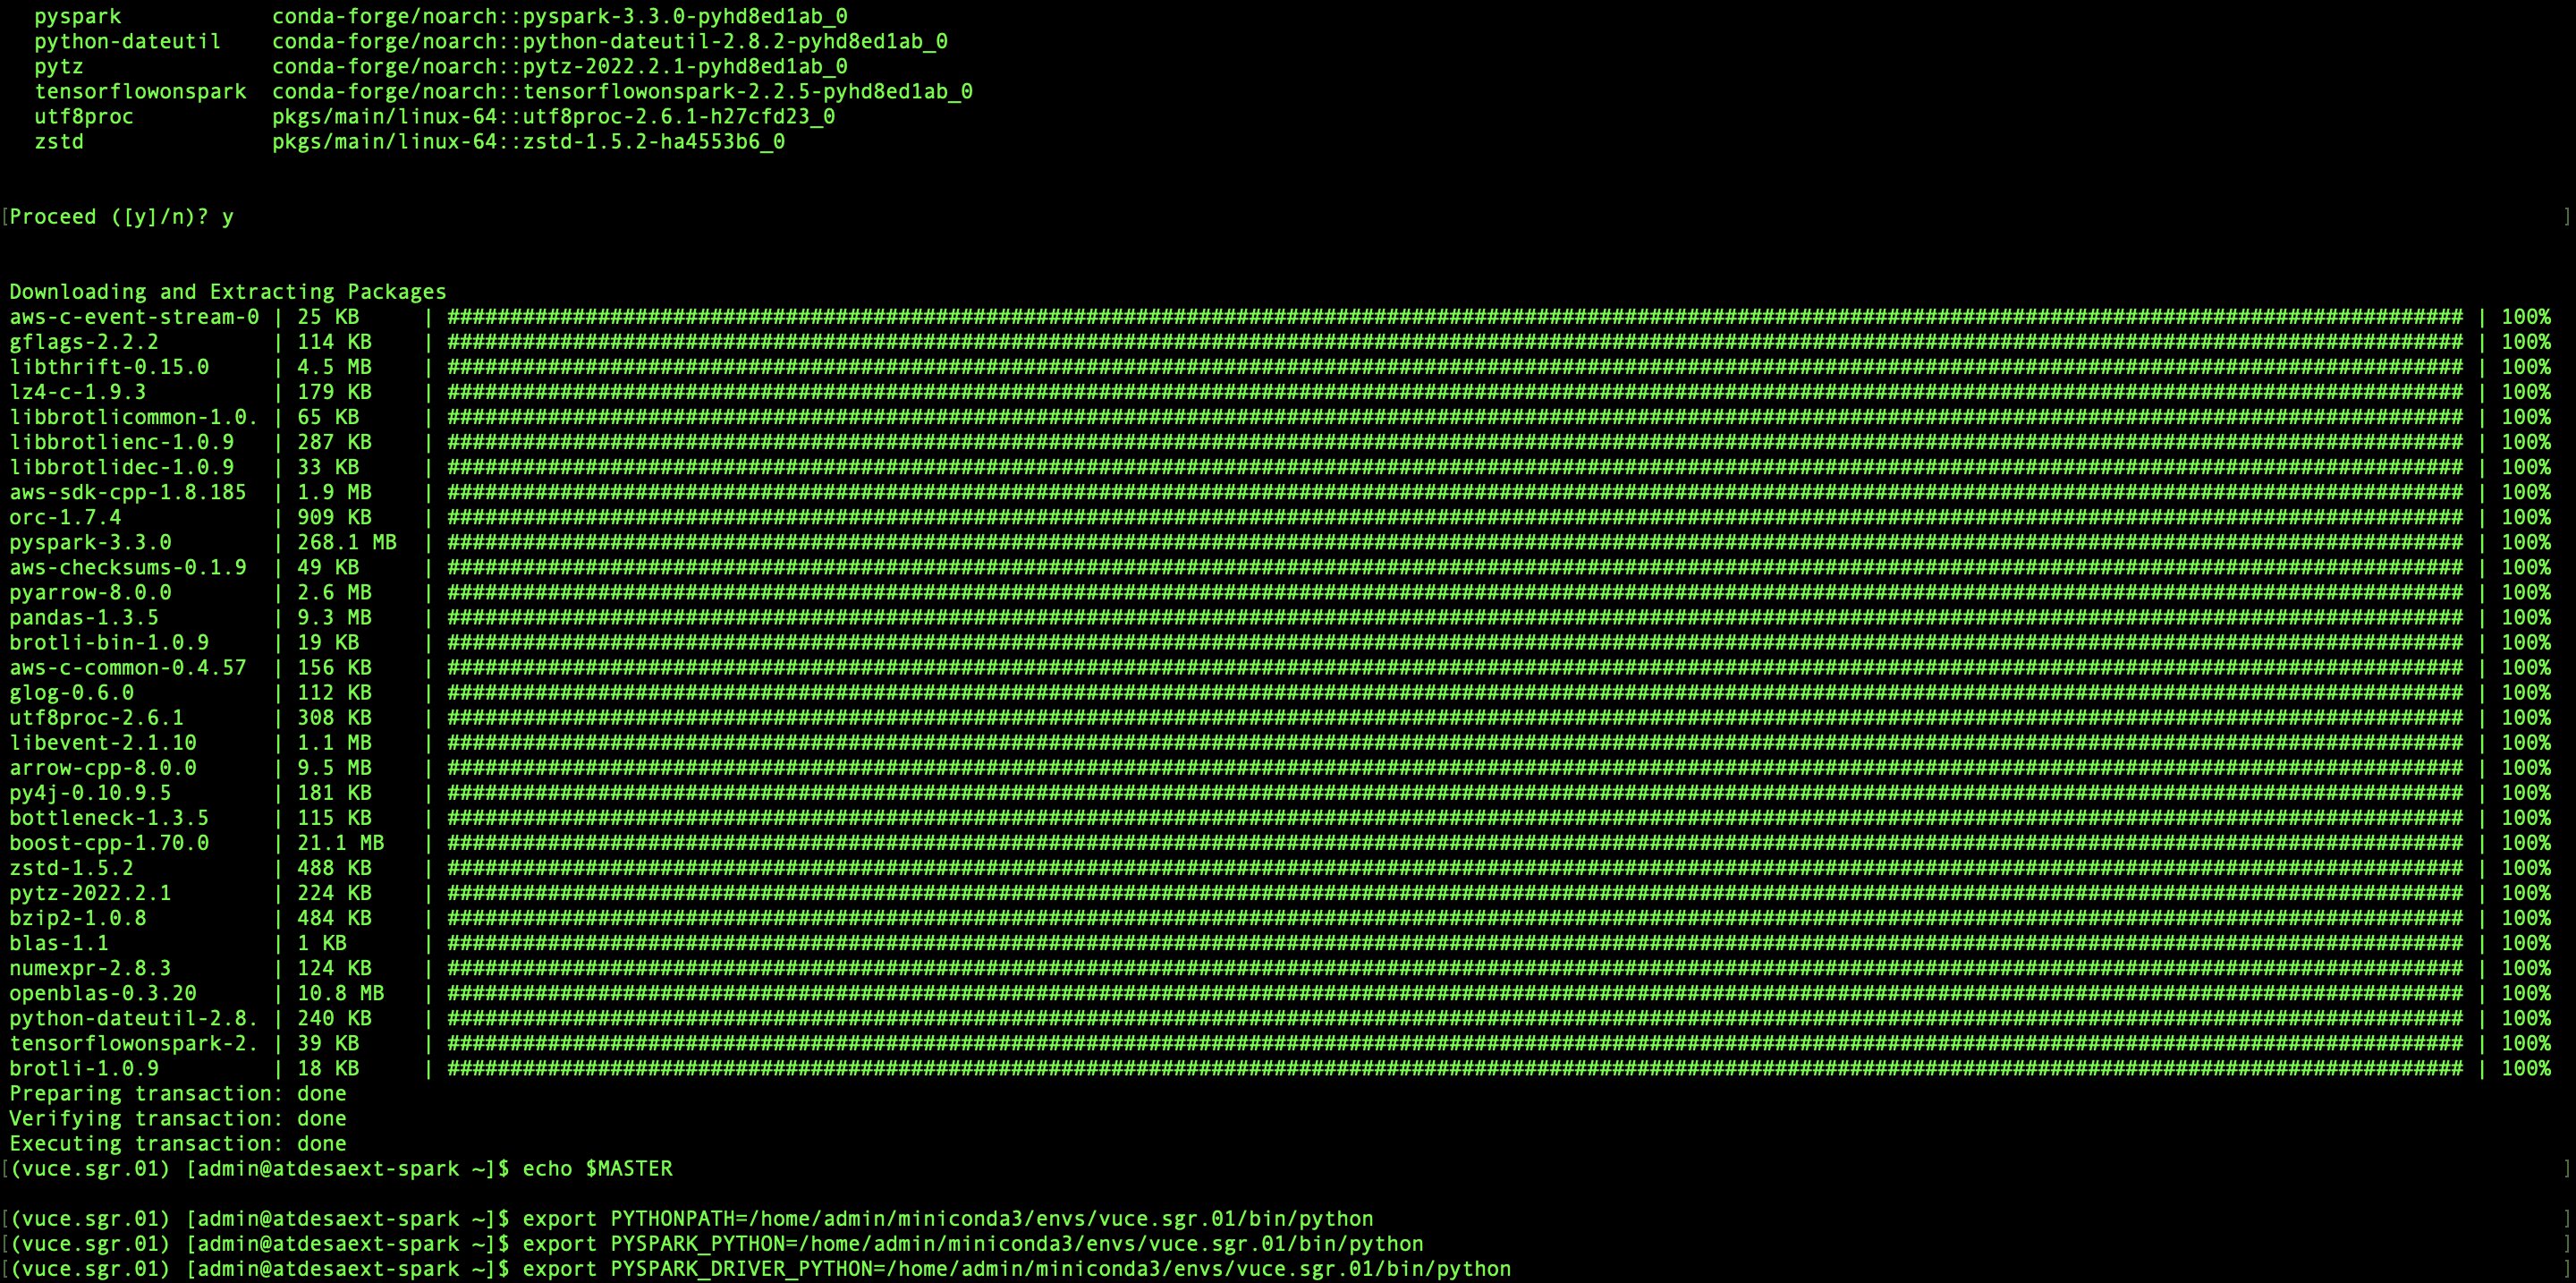 pyspark            conda-forge/noarch::pyspark-3.3.0-pyhd8ed1ab_0
python-dateutil    conda-forge/noarch::python-dateutil-2.8.2-pyhd8ed1ab_0
pytz               conda-forge/noarch::pytz-2022.2.1-pyhd8ed1ab_0
tensorflowonspark  conda-forge/noarch::tensorflowonspark-2.2.5-pyhd8ed1ab_0
utf8proc           pkgs/main/linux-64::utf8proc-2.6.1-h27cfd23_0
zstd               pkgs/main/linux-64::zstd-1.5.2-ha4553b6_0
[Proceed ([y]/n)? y ]
Downloading and Extracting Packages
aws-c-event-stream-0 | 25 KB | ################ | 100%
gflags-2.2.2 | 114 KB | ################ | 100%
libthrift-0.15.0 | 4.5 MB | ################ | 100%
lz4-c-1.9.3 | 179 KB | ################ | 100%
libbrotlicommon-1.0. | 65 KB | ################ | 100%
libbrotlienc-1.0.9 | 287 KB | ################ | 100%
libbrotlidec-1.0.9 | 33 KB | ################ | 100%
aws-sdk-cpp-1.8.185 | 1.9 MB | ################ | 100%
orc-1.7.4 | 909 KB | ################ | 100%
pyspark-3.3.0 | 268.1 MB | ################ | 100%
aws-checksums-0.1.9 | 49 KB | ################ | 100%
pyarrow-8.0.0 | 2.6 MB | ################ | 100%
pandas-1.3.5 | 9.3 MB | ################ | 100%
brotli-bin-1.0.9 | 19 KB | ################ | 100%
aws-c-common-0.4.57 | 156 KB | ################ | 100%
glog-0.6.0 | 112 KB | ################ | 100%
utf8proc-2.6.1 | 308 KB | ################ | 100%
libevent-2.1.10 | 1.1 MB | ################ | 100%
arrow-cpp-8.0.0 | 9.5 MB | ################ | 100%
py4j-0.10.9.5 | 181 KB | ################ | 100%
bottleneck-1.3.5 | 115 KB | ################ | 100%
boost-cpp-1.70.0 | 21.1 MB | ################ | 100%
zstd-1.5.2 | 488 KB | ################ | 100%
pytz-2022.2.1 | 224 KB | ################ | 100%
bzip2-1.0.8 | 484 KB | ################ | 100%
blas-1.1 | 1 KB | ################ | 100%
numexpr-2.8.3 | 124 KB | ################ | 100%
openblas-0.3.20 | 10.8 MB | ################ | 100%
python-dateutil-2.8. | 240 KB | ################ | 100%
tensorflowonspark-2. | 39 KB | ################ | 100%
brotli-1.0.9 | 18 KB | ################ | 100%
Preparing transaction: done
Verifying transaction: done
Executing transaction: done
[(vuce.sgr.01) [admin@atdesaext-spark ~]$ echo $MASTER ]
[(vuce.sgr.01) [admin@atdesaext-spark ~]$ export PYTHONPATH=/home/admin/miniconda3/envs/vuce.sgr.01/bin/python ]
[(vuce.sgr.01) [admin@atdesaext-spark ~]$ export PYSPARK_PYTHON=/home/admin/miniconda3/envs/vuce.sgr.01/bin/python ]
[(vuce.sgr.01) [admin@atdesaext-spark ~]$ export PYSPARK_DRIVER_PYTHON=/home/admin/miniconda3/envs/vuce.sgr.01/bin/python ]